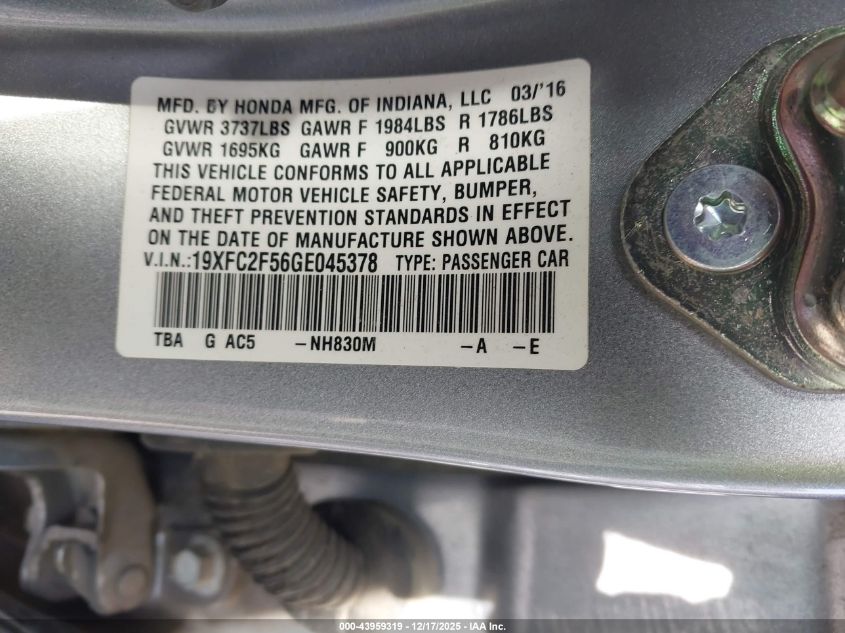 MFD. BY HONDA MFG. OF INDIANA, LLC 03/'16
GVWR 3737LBS GAWR F 1984LBS R 1786LBS
GVWR 1695KG GAWR F 900KG R 810KG
THIS VEHICLE CONFORMS TO ALL APPLICABLE
FEDERAL MOTOR VEHICLE SAFETY, BUMPER,
AND THEFT PREVENTION STANDARDS IN EFFECT
ON THE DATE OF MANUFACTURE SHOWN ABOVE.
V.I.N.:19XFC2F56GE045378 TYPE: PASSENGER CAR
TBA G AC5 –NH830M –A –E
000-43959319 | 12/17/2025 - IAA, Inc.